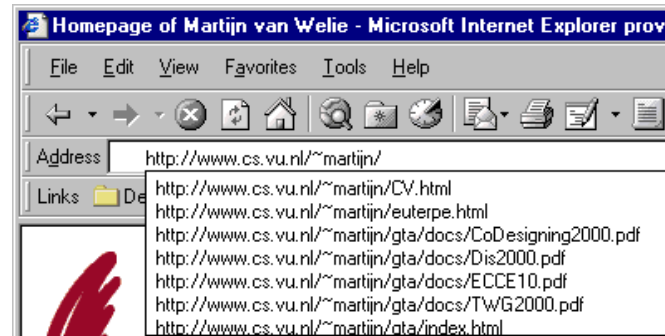 Homepage of Martijn van Welie - Microsoft Internet Explorer prov
File Edit View Favorites Tools Help
Address http://www.cs.vu.nl/~martijn/
http://www.cs.vu.nl/~martijn/CV.html
Links De
http://www.cs.vu.nl/~martijn/euterpe.html
http://www.cs.vu.nl/~martijn/gta/docs/CoDesigning2000.pdf
http://www.cs.vu.nl/~martijn/gta/docs/Dis2000.pdf
http://www.cs.vu.nl/~martijn/gta/docs/ECCE10.pdf
http://www.cs.vu.nl/~martijn/gta/docs/TWG2000.pdf
http://www.cs.vu.nl/~martijn/gta/index.html